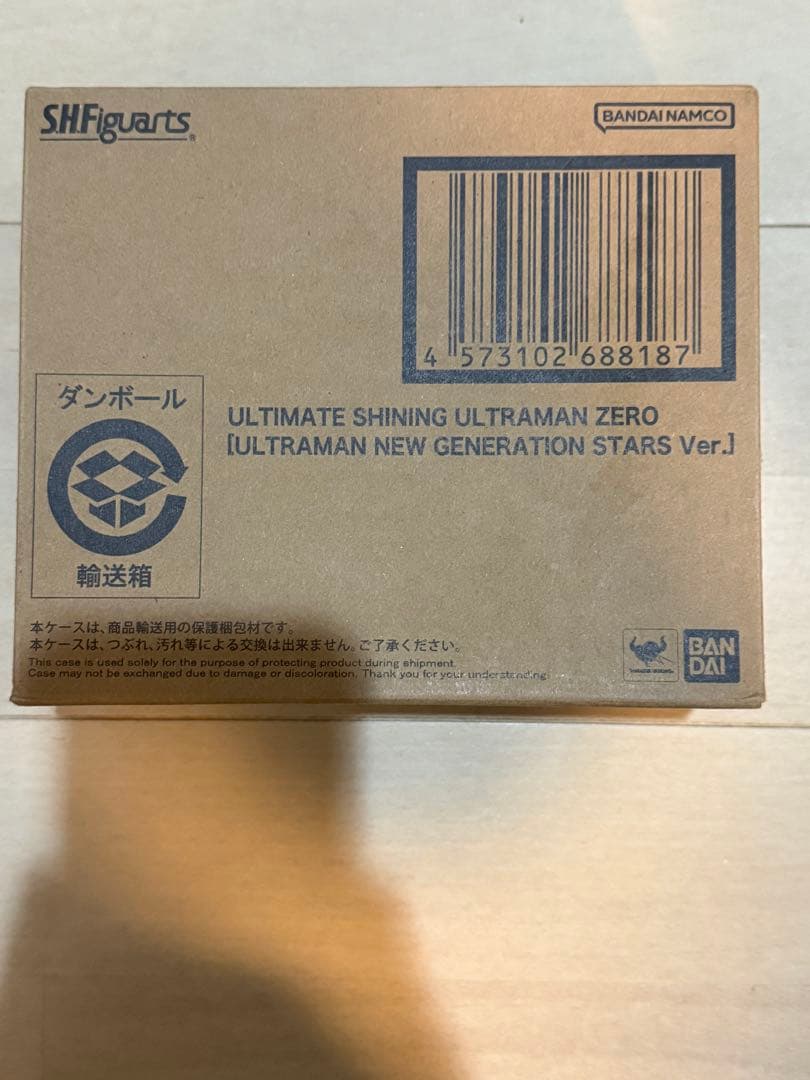 S.H.Figuarts
BANDAI NAMCO
4 573102 688187
ダンボール
輸送箱
ULTIMATE SHINING ULTRAMAN ZERO
[ULTRAMAN NEW GENERATION STARS Ver.]
本ケースは、商品輸送用の保護梱包材です。
本ケースは、つぶれ、汚れ等による交換は出来ません。ご了承ください。
This case is used solely for the purpose of protecting product during shipment.
Case may not be exchanged due to damage or discoloration. Thank you for your understanding.
BAN
DAI